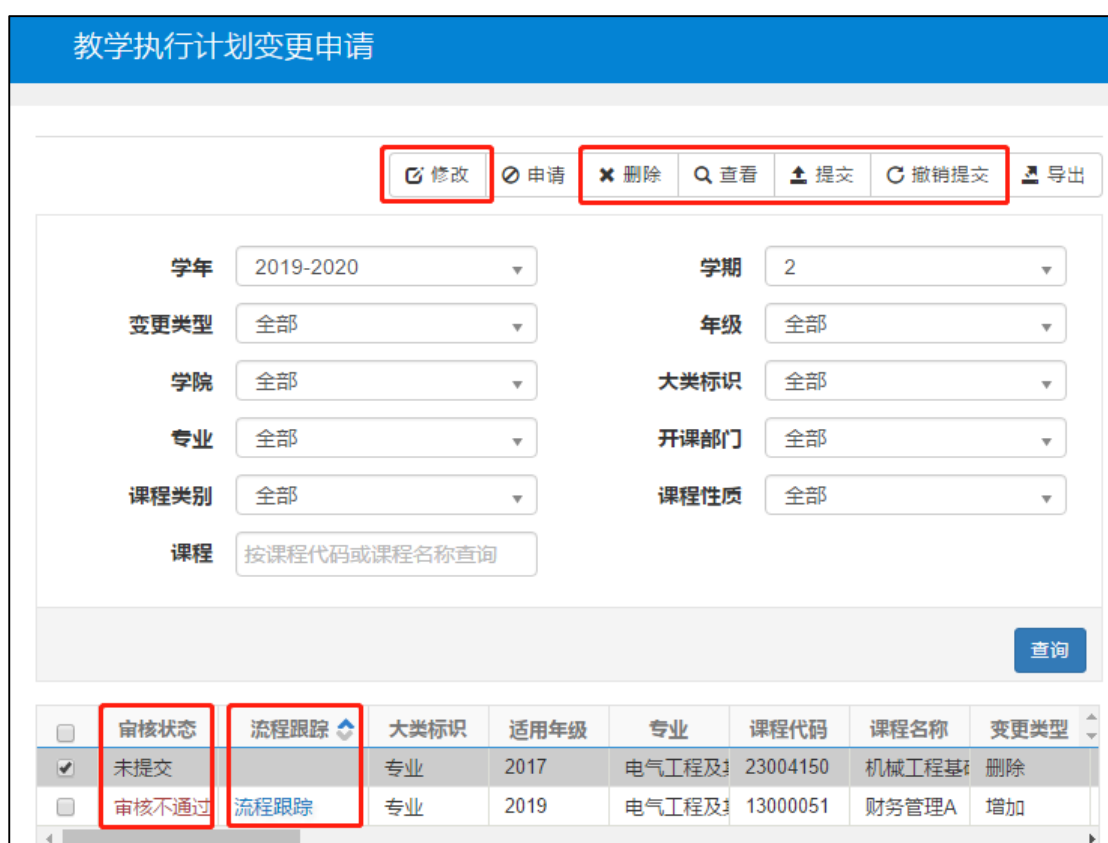 教学执行计划变更申请
修改 申请 删除 查看 提交 撤销提交 导出
学年 2019-2020 学期 2
变更类型 全部 年级 全部
学院 全部 大类标识 全部
专业 全部 开课部门 全部
课程类别 全部 课程性质 全部
课程 按课程代码或课程名称查询
查询
审核状态 流程跟踪 大类标识 适用年级 专业 课程代码 课程名称 变更类型
未提交 专业 2017 电气工程及 23004150 机械工程基 删除
审核不通过 流程跟踪 专业 2019 电气工程及 13000051 财务管理A 增加